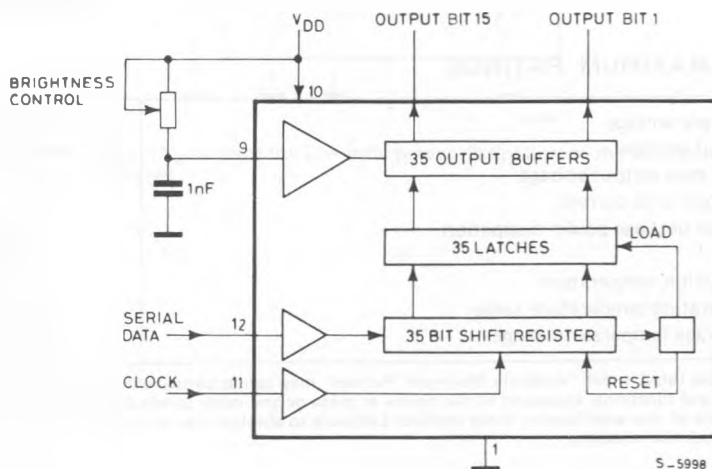 V DD
OUTPUT BIT 15
OUTPUT BIT 1
BRIGHTNESS
CONTROL
10
9
1nF
35 OUTPUT BUFFERS
35 LATCHES
LOAD
SERIAL
DATA
12
35 BIT SHIFT REGISTER
CLOCK
11
RESET
1
S-5998